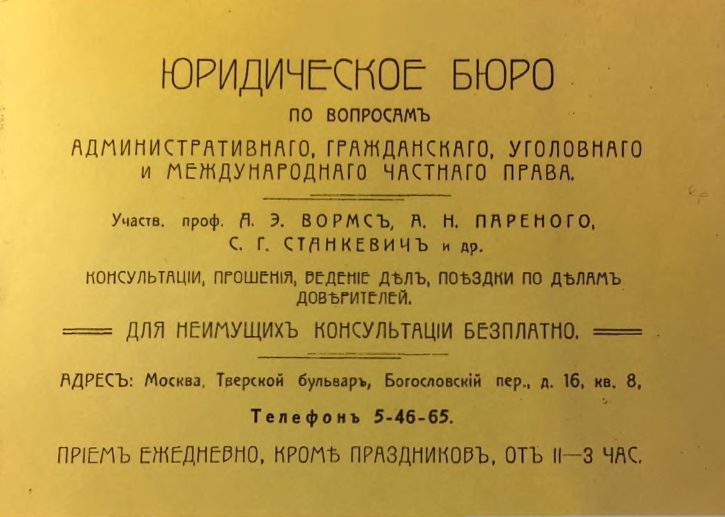 ЮРИДИЧЕСКОЕ БЮРО
ПО ВОПРОСАМЪ
АДМИНИСТРАТИВНАГО, ГРАЖДАНСКАГО, УГОЛОВНАГО
И МЕЖДУНАРОДНАГО ЧАСТНАГО ПРАВА.
Участв. проф. А. Э. ВОРМСЪ, А. Н. ПАРЕНОГО,
С. Г. СТАНКЕВИЧЪ и др.
КОНСУЛЬТАЦІИ, ПРОШЕНІЯ, ВЕДЕНІЕ ДѢЛЪ, ПОѢЗДКИ ПО ДѢЛАМЪ
ДОВѢРИТЕЛЕЙ.
ДЛЯ НЕИМУЩИХЪ КОНСУЛЬТАЦІИ БЕЗПЛАТНО.
АДРЕСЪ: Москва, Тверской бульваръ, Богословскій пер., д. 16, кв. 8,
Телефонъ 5-46-65.
ПРІЕМЪ ЕЖЕДНЕВНО, КРОМѢ ПРАЗДНИКОВЪ, ОТЪ 11—3 ЧАС.